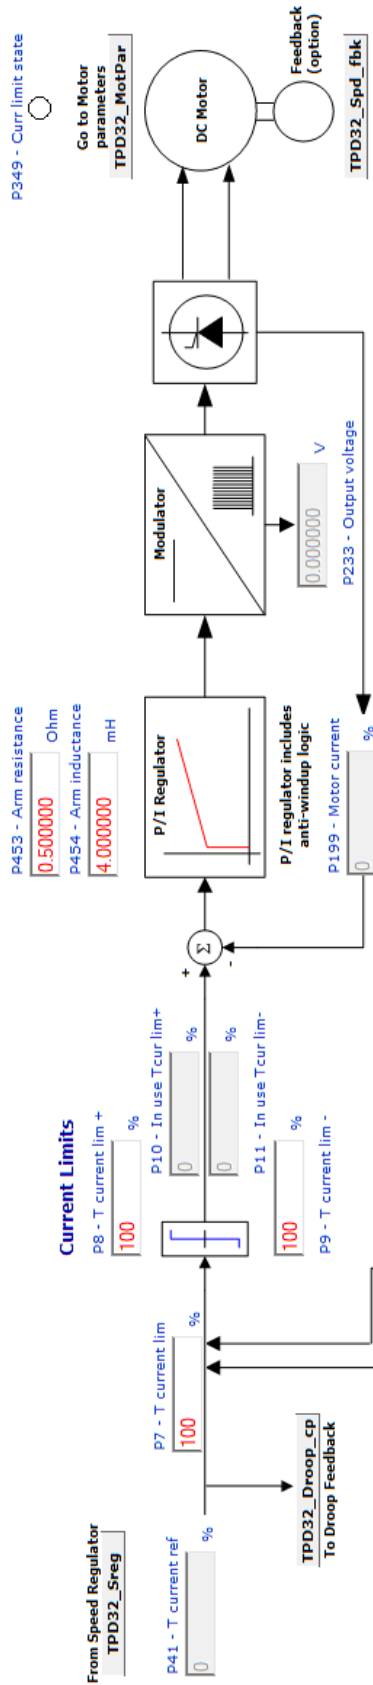 From Speed Regulator
TPD32_Sreg
P41 - T current ref
0
%
TPD32_Droop_cp
To Droop Feedback
P7 - T current lim
100
%
Current Limits
P8 - T current lim +
100
%
P10 - In use Tcur lim+
0
%
0
%
P11 - In use Tcur lim-
100
%
P9 - T current lim -
+
Σ
-
P453 - Arm resistance
0.500000
Ohm
P454 - Arm inductance
4.000000
mH
P/I Regulator
P/I regulator includes
anti-windup logic
P199 - Motor current
0
%
Modulator
0.000000
V
P233 - Output voltage
P349 - Curr limit state
Go to Motor
parameters
TPD32_MotPar
DC Motor
Feedback
(option)
TPD32_Spd_fbk